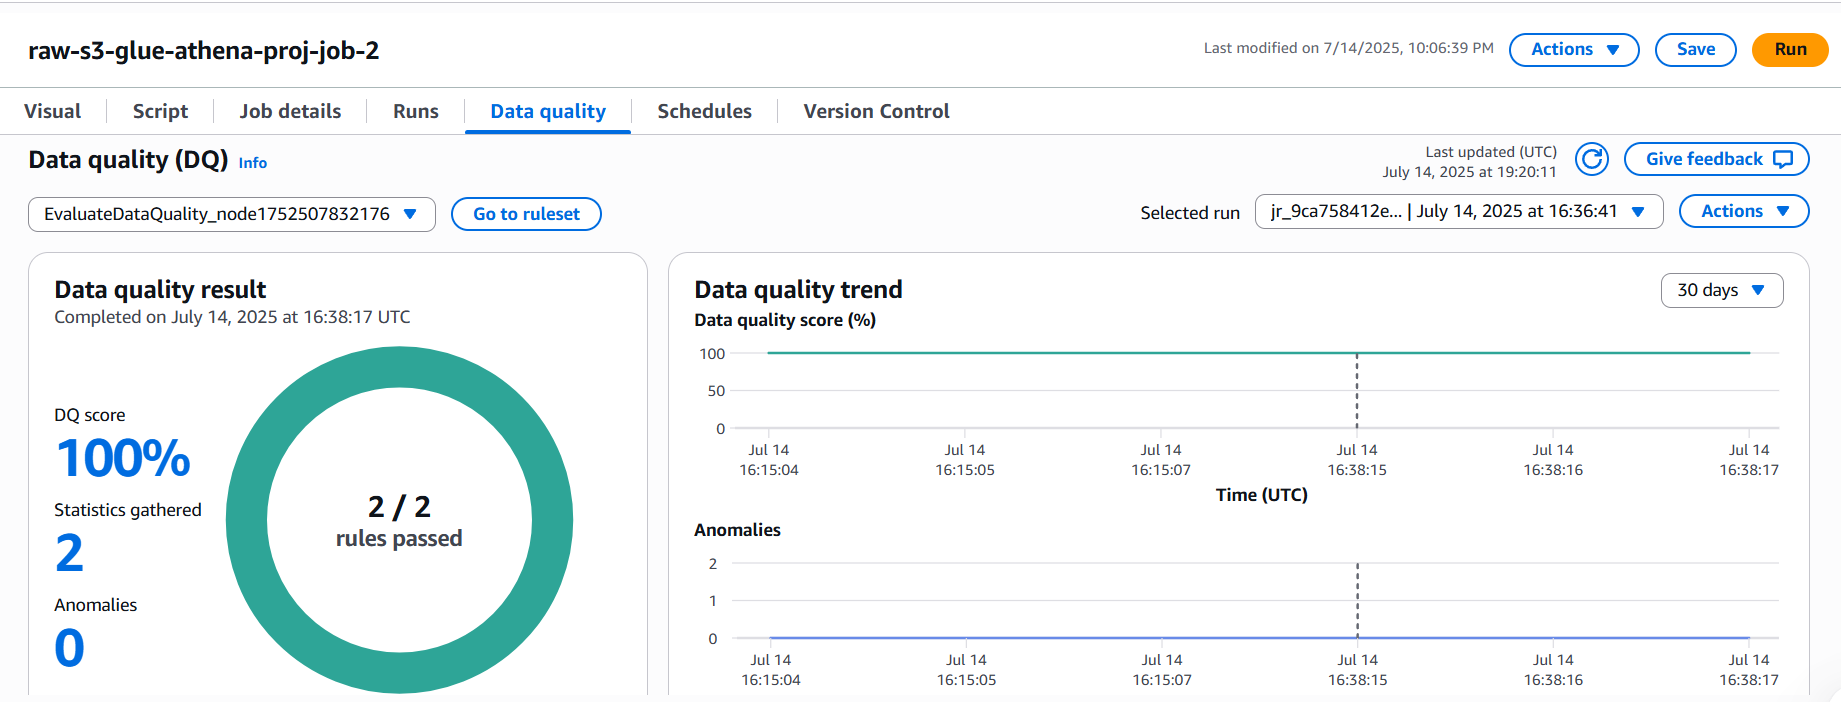 raw-s3-glue-athena-proj-job-2
Last modified on 7/14/2025, 10:06:39 PM
Actions
Save
Run
Visual
Script
Job details
Runs
Data quality
Schedules
Version Control
Data quality (DQ) Info
Last updated (UTC)
July 14, 2025 at 19:20:11
Give feedback
EvaluateDataQuality_node1752507832176
Go to ruleset
Selected run
jr_9ca758412e... | July 14, 2025 at 16:36:41
Actions
Data quality result
Completed on July 14, 2025 at 16:38:17 UTC
DQ score
100%
Statistics gathered
2
Anomalies
0
2 / 2
rules passed
Data quality trend
30 days
Data quality score (%)
100
50
0
Jul 14
16:15:04
Jul 14
16:15:05
Jul 14
16:15:07
Jul 14
16:38:15
Jul 14
16:38:16
Jul 14
16:38:17
Time (UTC)
Anomalies
2
1
0
Jul 14
16:15:04
Jul 14
16:15:05
Jul 14
16:15:07
Jul 14
16:38:15
Jul 14
16:38:16
Jul 14
16:38:17